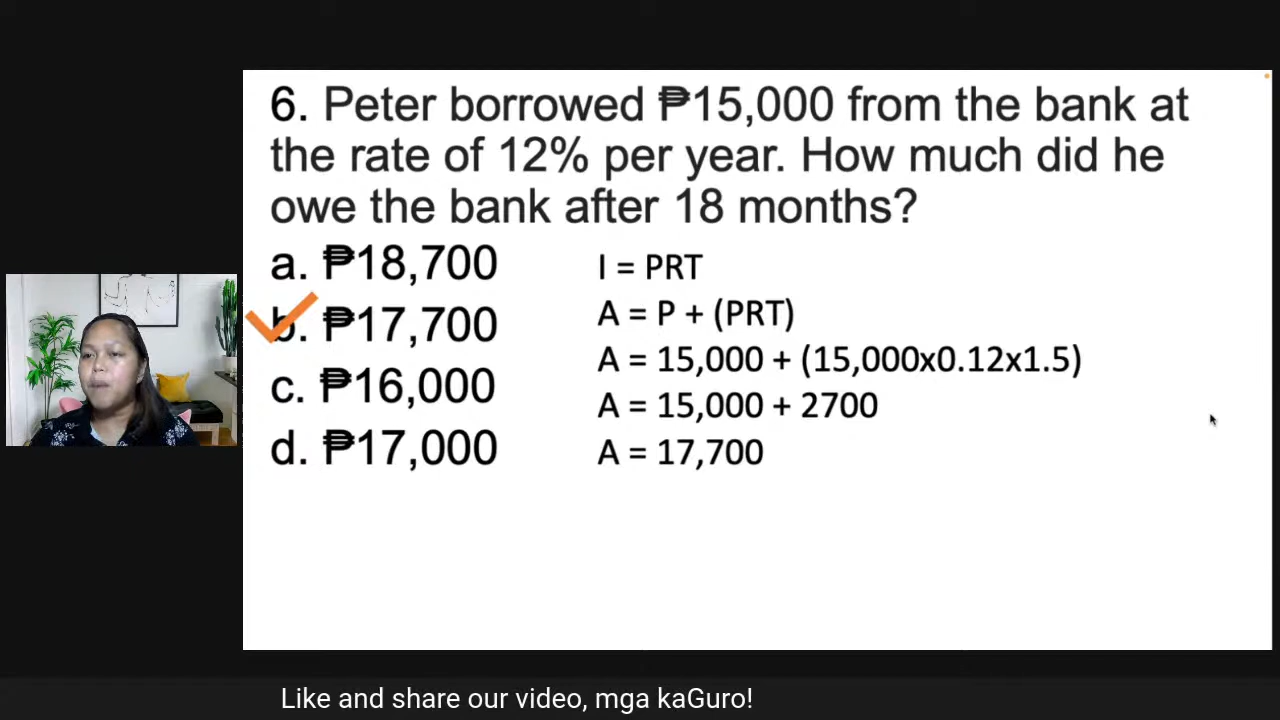 6. Peter borrowed ₱15,000 from the bank at
the rate of 12% per year. How much did he
owe the bank after 18 months?
a. ₱18,700
b. ₱17,700
c. ₱16,000
d. ₱17,000
I = PRT
A = P + (PRT)
A = 15,000 + (15,000x0.12x1.5)
A = 15,000 + 2700
A = 17,700
Like and share our video, mga kaGuro!